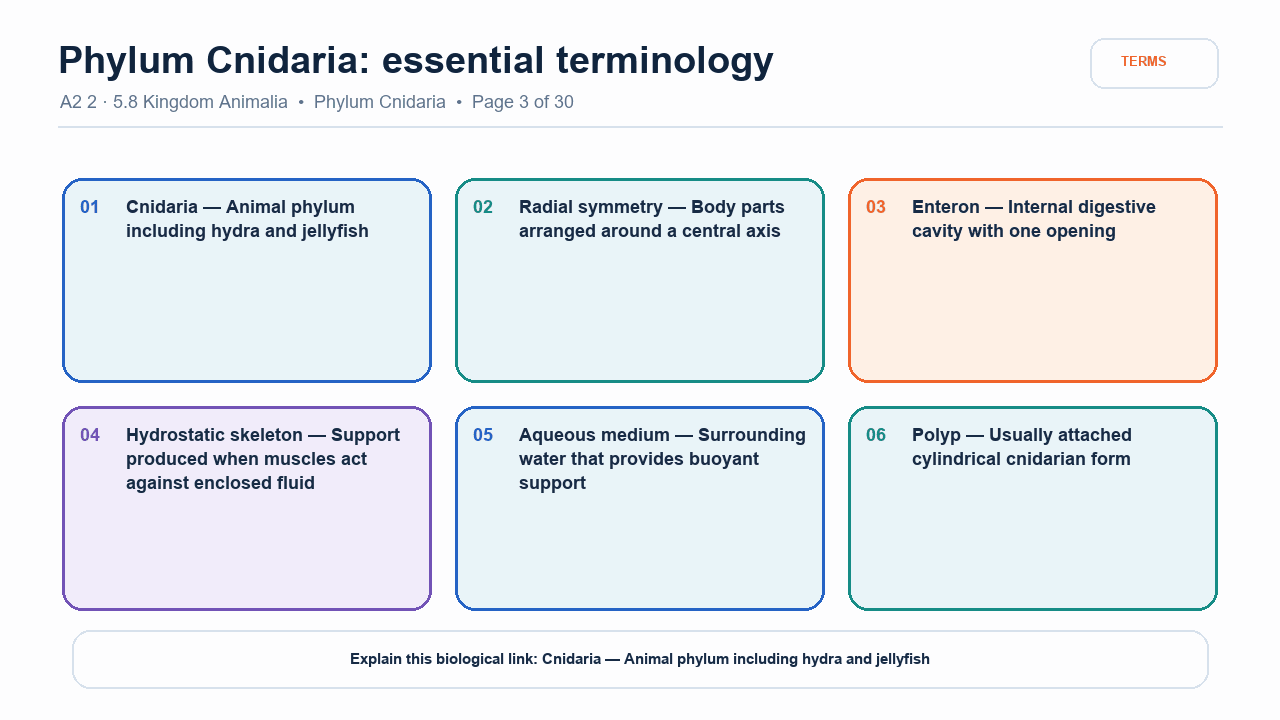 Phylum Cnidaria: essential terminology
TERMS
A2 2 · 5.8 Kingdom Animalia • Phylum Cnidaria • Page 3 of 30
01
Cnidaria — Animal phylum
including hydra and jellyfish
02
Radial symmetry — Body parts
arranged around a central axis
03
Enteron — Internal digestive
cavity with one opening
04
Hydrostatic skeleton — Support
produced when muscles act
against enclosed fluid
05
Aqueous medium — Surrounding
water that provides buoyant
support
06
Polyp — Usually attached
cylindrical cnidarian form
Explain this biological link: Cnidaria — Animal phylum including hydra and jellyfish